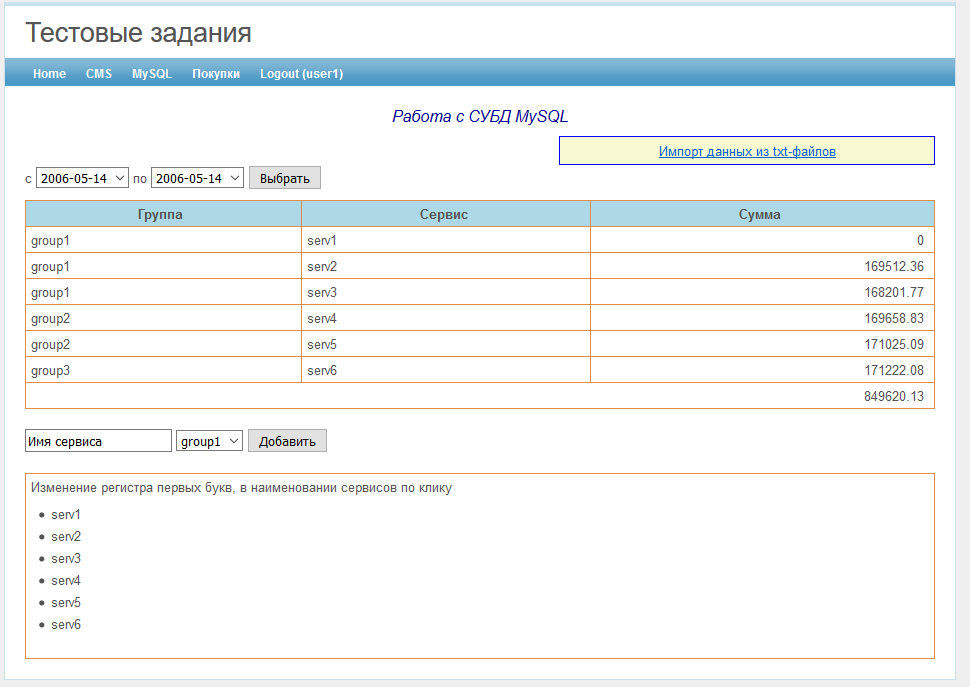 Тестовые задания
Home CMS MySQL Покупки Logout (user1)
Работа с СУБД MySQL
Импорт данных из txt-файлов
с 2006-05-14 по 2006-05-14 Выбрать
Группа Сервис Сумма
group1 serv1 0
group1 serv2 169512.36
group1 serv3 168201.77
group2 serv4 169658.83
group2 serv5 171025.09
group3 serv6 171222.08
849620.13
Имя сервиса group1 Добавить
Изменение регистра первых букв, в наименовании сервисов по клику
serv1
serv2
serv3
serv4
serv5
serv6